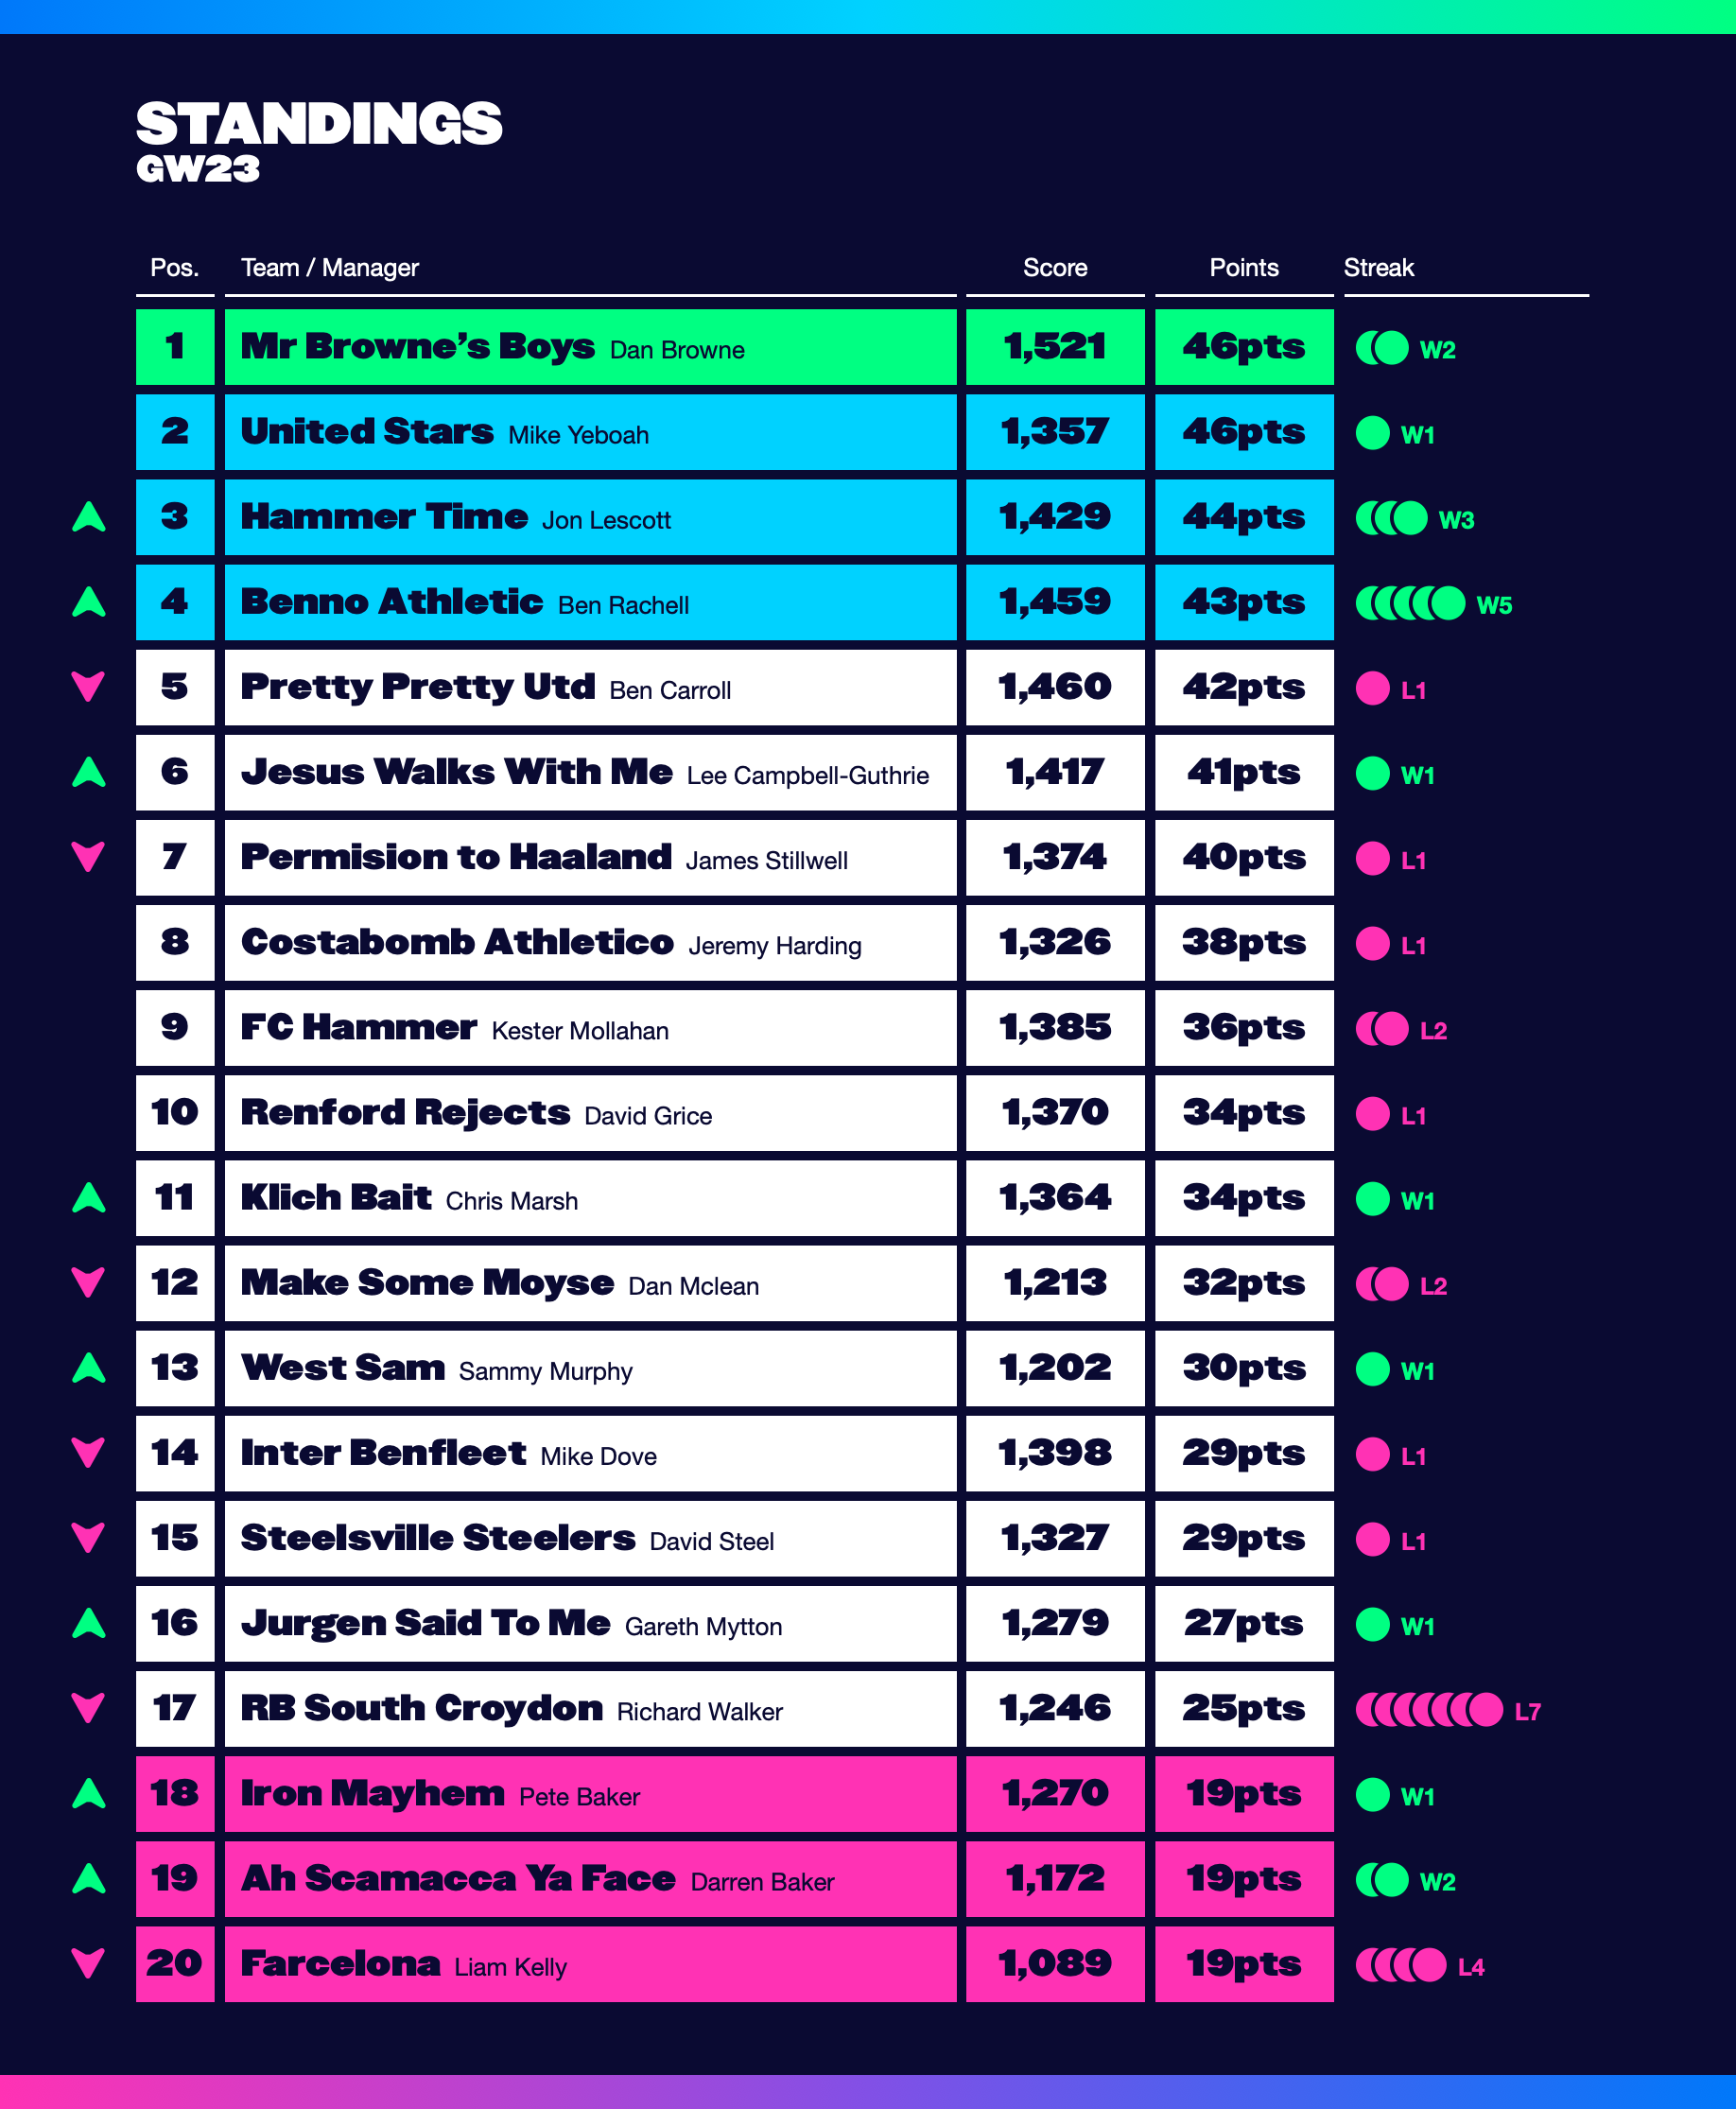 STANDINGS
GW23
Pos. Team / Manager Score Points Streak
1 Mr Browne’s Boys Dan Browne 1,521 46pts W2
2 United Stars Mike Yeboah 1,357 46pts W1
3 Hammer Time Jon Lescott 1,429 44pts W3
4 Benno Athletic Ben Rachell 1,459 43pts W5
5 Pretty Pretty Utd Ben Carroll 1,460 42pts L1
6 Jesus Walks With Me Lee Campbell-Guthrie 1,417 41pts W1
7 Permision to Haaland James Stillwell 1,374 40pts L1
8 Costabomb Athletico Jeremy Harding 1,326 38pts L1
9 FC Hammer Kester Mollahan 1,385 36pts L2
10 Renford Rejects David Grice 1,370 34pts L1
11 Klich Bait Chris Marsh 1,364 34pts W1
12 Make Some Moyse Dan Mclean 1,213 32pts L2
13 West Sam Sammy Murphy 1,202 30pts W1
14 Inter Benfleet Mike Dove 1,398 29pts L1
15 Steelsville Steelers David Steel 1,327 29pts L1
16 Jurgen Said To Me Gareth Mytton 1,279 27pts W1
17 RB South Croydon Richard Walker 1,246 25pts L7
18 Iron Mayhem Pete Baker 1,270 19pts W1
19 Ah Scamacca Ya Face Darren Baker 1,172 19pts W2
20 Farcelona Liam Kelly 1,089 19pts L4